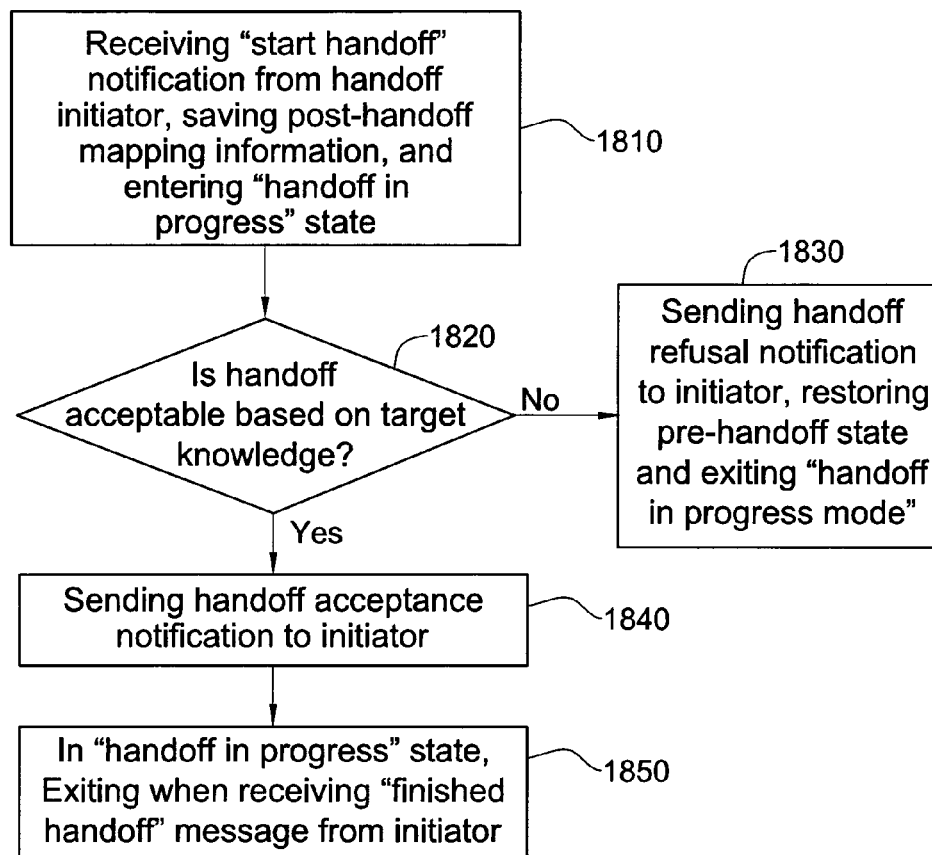 Receiving “start handoff”
notification from handoff
initiator, saving post-handoff
mapping information, and
entering “handoff in
progress” state
1810
1820
Is handoff
acceptable based on target
knowledge?
No
1830
Sending handoff
refusal notification
to initiator, restoring
pre-handoff state
and exiting “handoff
in progress mode”
Yes
Sending handoff acceptance
notification to initiator
1840
In “handoff in progress” state,
Exiting when receiving “finished
handoff” message from initiator
1850